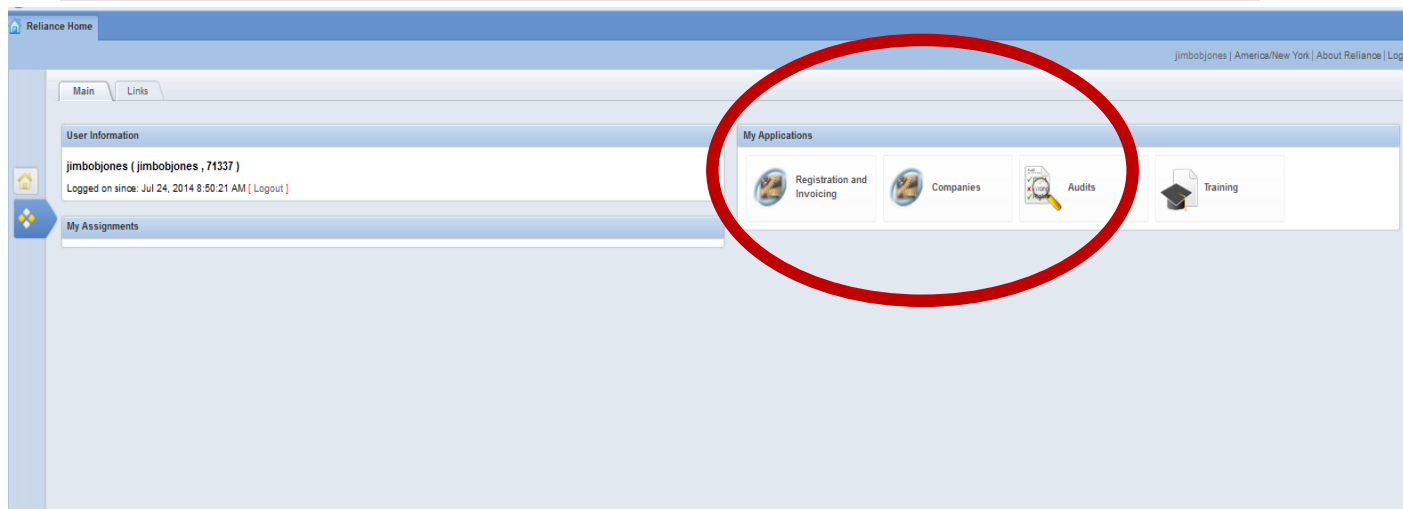 Reliance Home
jimbobjones | America/New York | About Reliance | Log
Main
Links
User Information
jimbobjones ( jimbobjones , 71337 )
Logged on since: Jul 24, 2014 8:50:21 AM [ Logout ]
My Assignments
My Applications
Registration and
Invoicing
Companies
Audits
Training